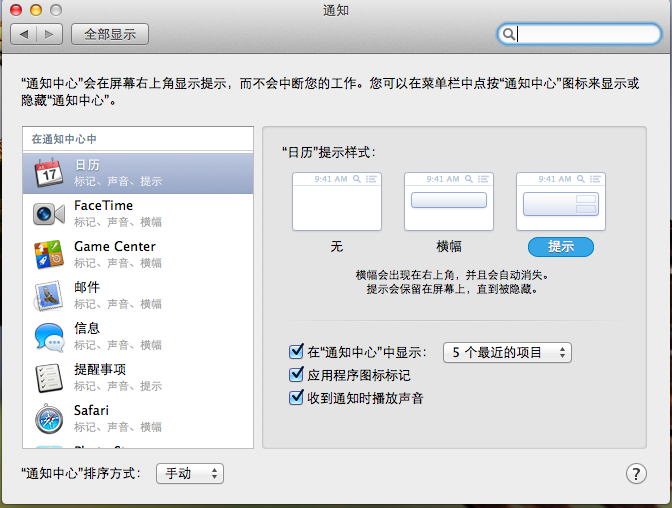 通知
全部显示
“通知中心”会在屏幕右上角显示提示，而不会中断您的工作。您可以在菜单栏中点按“通知中心”图标来显示或
隐藏“通知中心”。
在通知中心中
日历
标记、声音、提示
FaceTime
标记、声音、横幅
Game Center
标记、声音、横幅
邮件
标记、声音、横幅
信息
标记、声音、横幅
提醒事项
标记、声音、提示
Safari
标记、声音、横幅
“日历”提示样式：
9:41 AM
9:41 AM
9:41 AM
无
横幅
提示
横幅会出现在右上角，并且会自动消失。
提示会保留在屏幕上，直到被隐藏。
在“通知中心”中显示： 5 个最近的项目
应用程序图标标记
收到通知时播放声音
“通知中心”排序方式： 手动
?
17